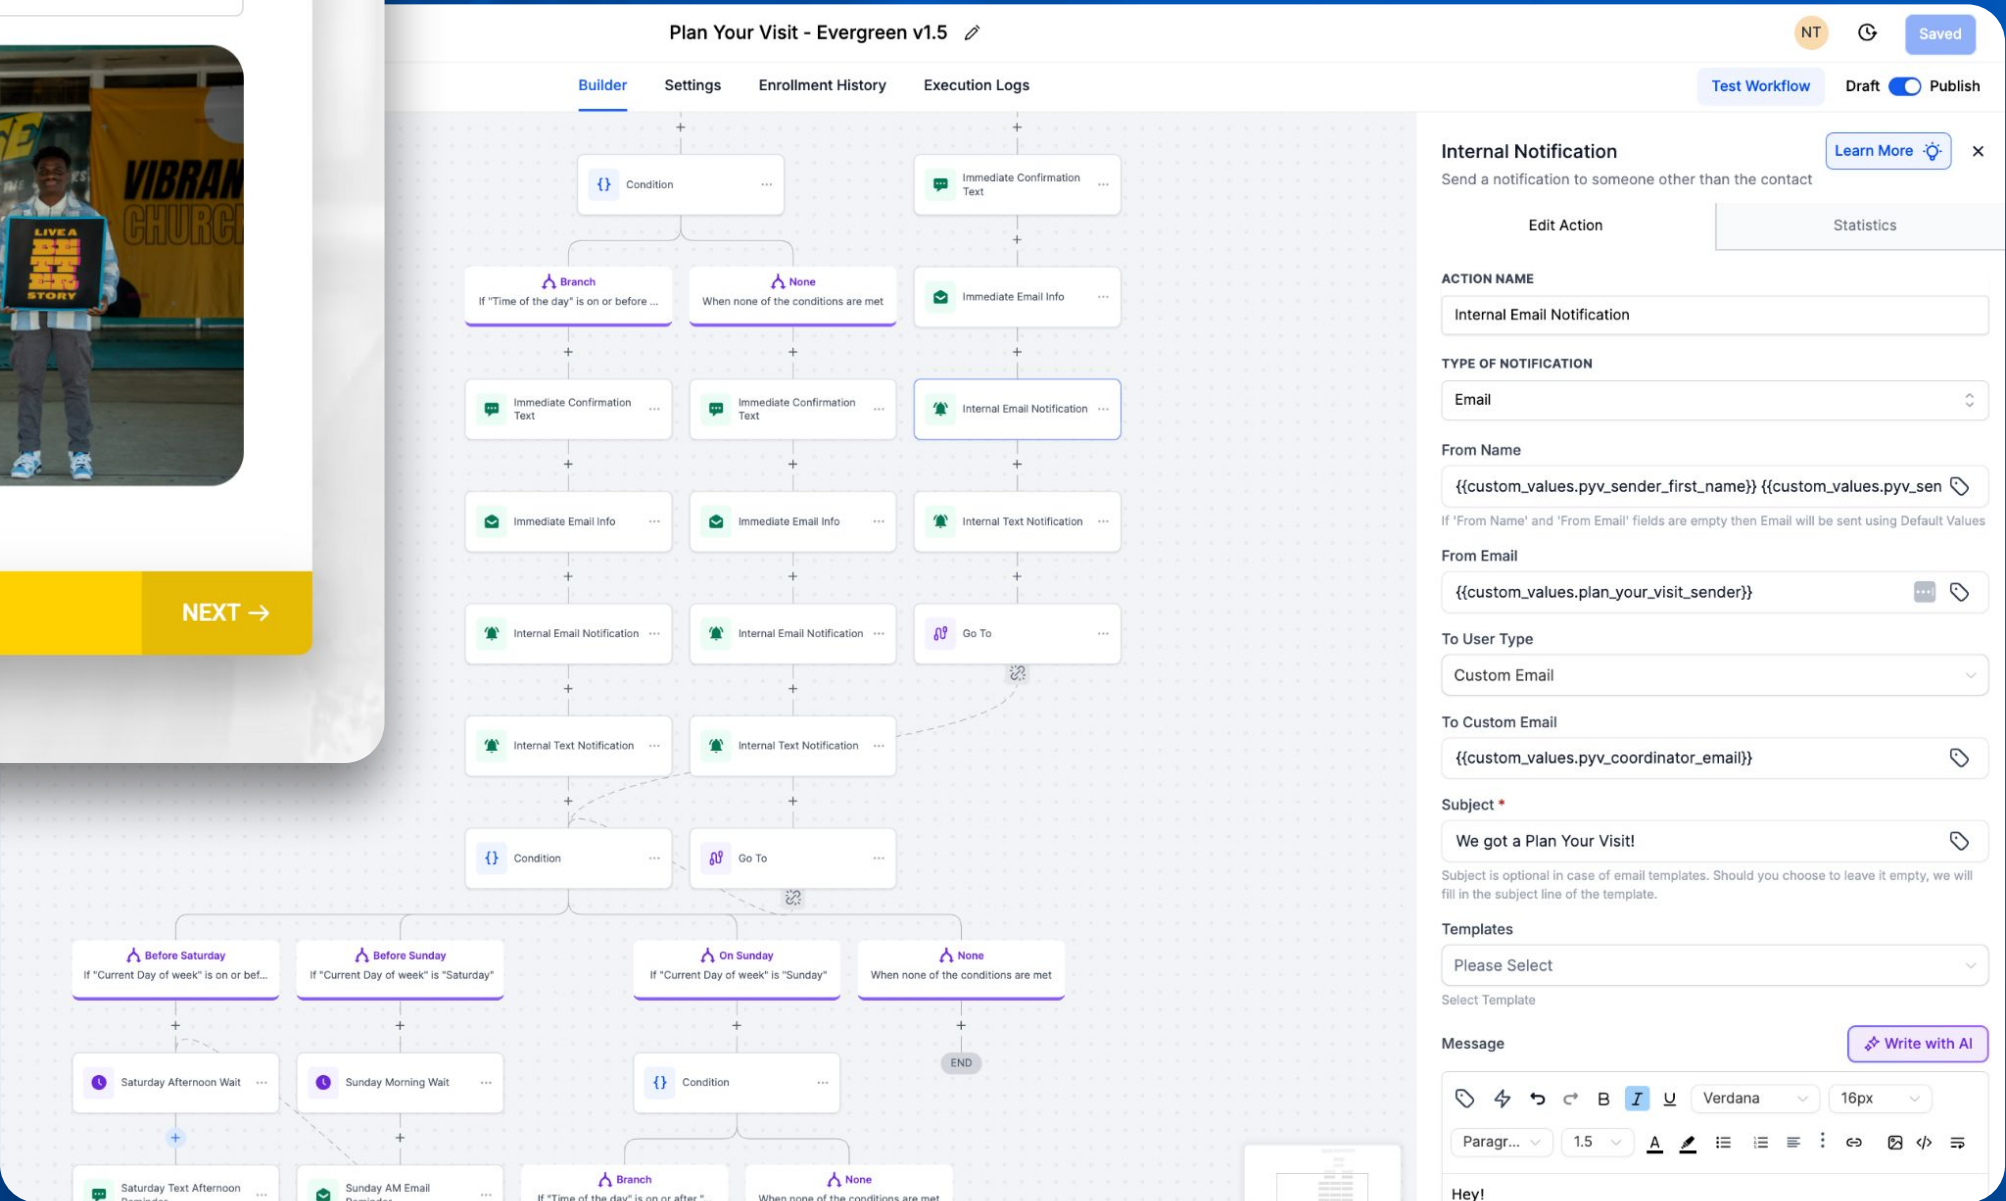 Plan Your Visit - Evergreen v1.5
NT
Saved
Builder
Settings
Enrollment History
Execution Logs
Test Workflow
Draft
Publish
VIBRAN
CHURCH
LIVE A
BETTER
STORY
NEXT →
Condition
Immediate Confirmation
Text
Branch
If "Time of the day" is on or before ...
None
When none of the conditions are met
Immediate Email Info
Immediate Confirmation
Text
Immediate Confirmation
Text
Internal Email Notification
Immediate Email Info
Immediate Email Info
Internal Text Notification
Internal Email Notification
Internal Email Notification
Go To
Internal Text Notification
Internal Text Notification
Condition
Go To
Before Saturday
If "Current Day of week" is on or bef...
Before Sunday
If "Current Day of week" is "Saturday"
On Sunday
If "Current Day of week" is "Sunday"
None
When none of the conditions are met
Saturday Afternoon Wait
Sunday Morning Wait
Condition
END
Saturday Text Afternoon
Reminder
Sunday AM Email
Reminder
Branch
If "Time of the day" is on or after "...
None
When none of the conditions are met
Internal Notification
Learn More
Send a notification to someone other than the contact
Edit Action
Statistics
ACTION NAME
Internal Email Notification
TYPE OF NOTIFICATION
Email
From Name
{{custom_values.pyv_sender_first_name}} {{custom_values.pyv_sen
If 'From Name' and 'From Email' fields are empty then Email will be sent using Default Values
From Email
{{custom_values.plan_your_visit_sender}}
To User Type
Custom Email
To Custom Email
{{custom_values.pyv_coordinator_email}}
Subject *
We got a Plan Your Visit!
Subject is optional in case of email templates. Should you choose to leave it empty, we will
fill in the subject line of the template.
Templates
Please Select
Select Template
Message
Write with AI
B I U Verdana 16px
Paragr... 1.5 A
Hey!